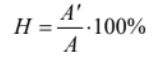 H = A'/A · 100%